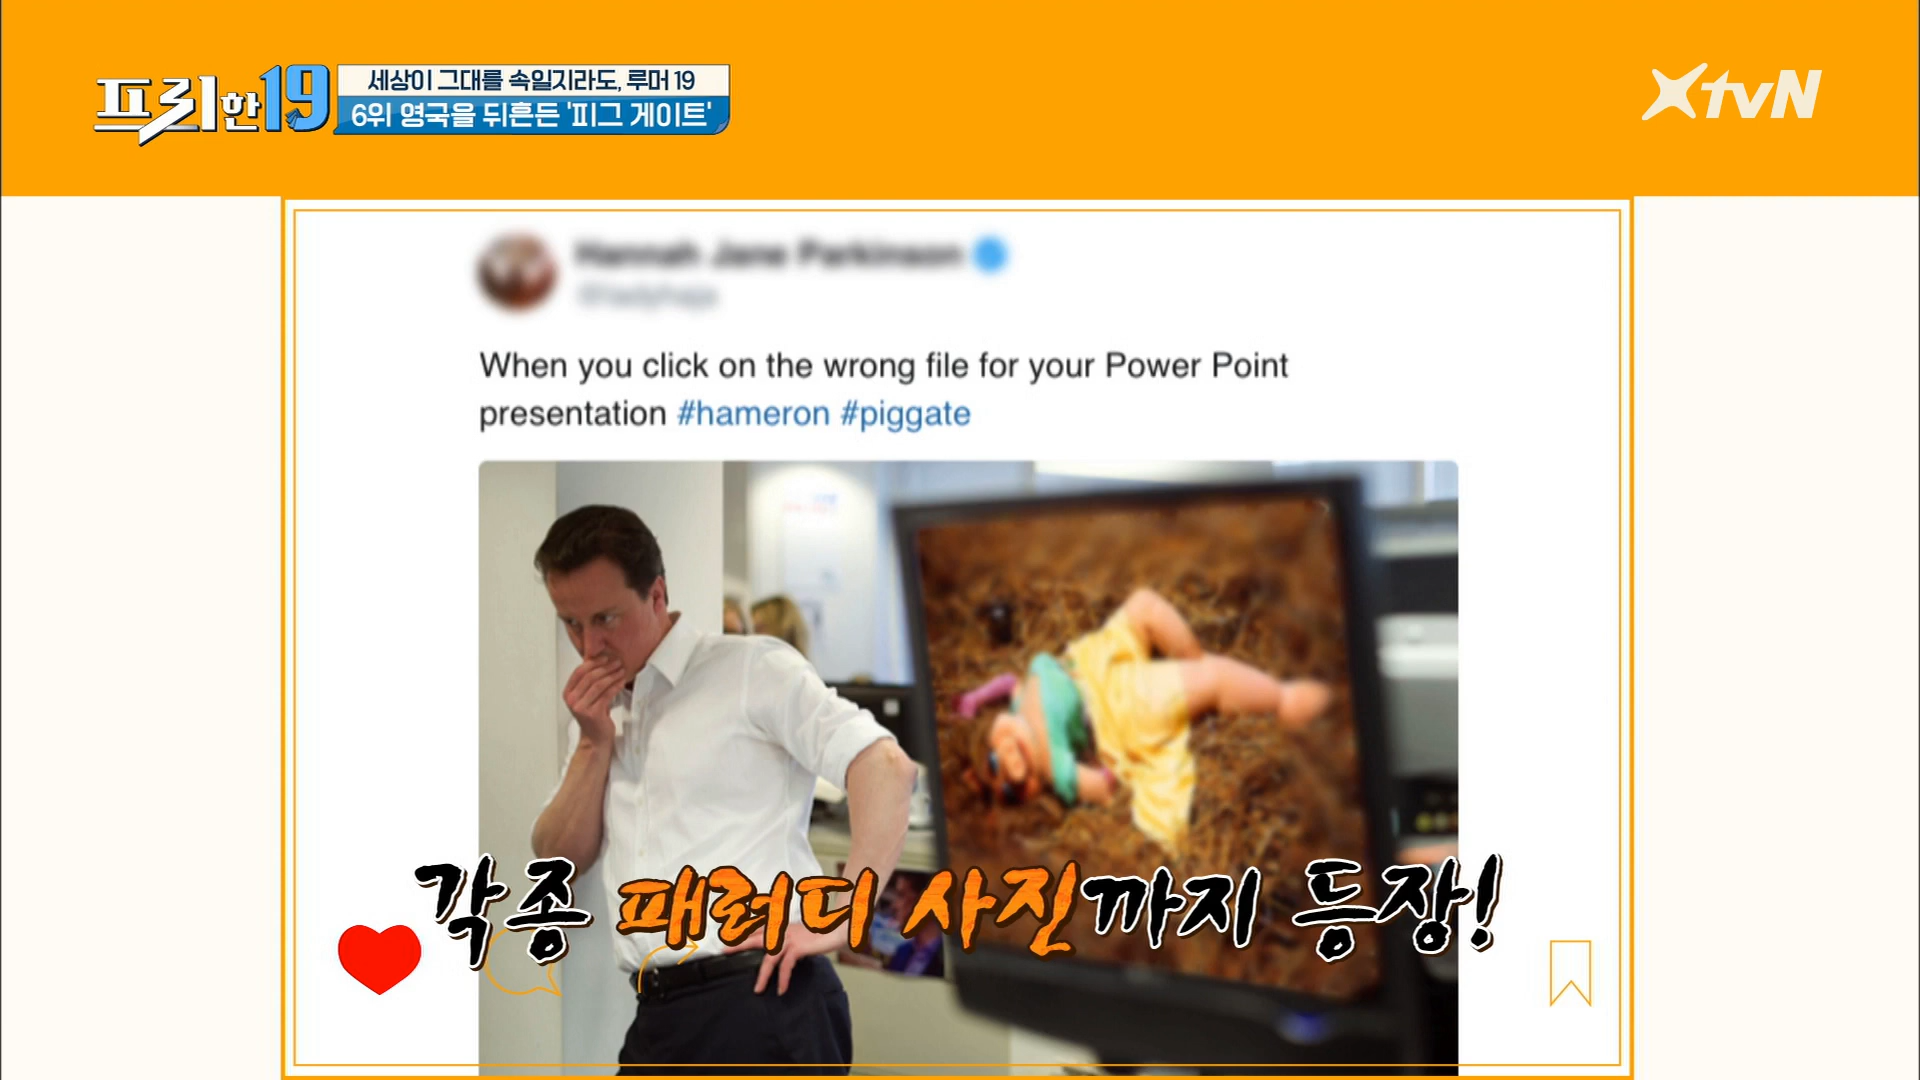 프리한19
세상이 그대를 속일지라도, 루머 19
6위 영국을 뒤흔든 '피그 게이트'
XtvN
Hannah Jane Parkinson
When you click on the wrong file for your Power Point
presentation #hameron #piggate
각종 패러디 사진까지 등장!